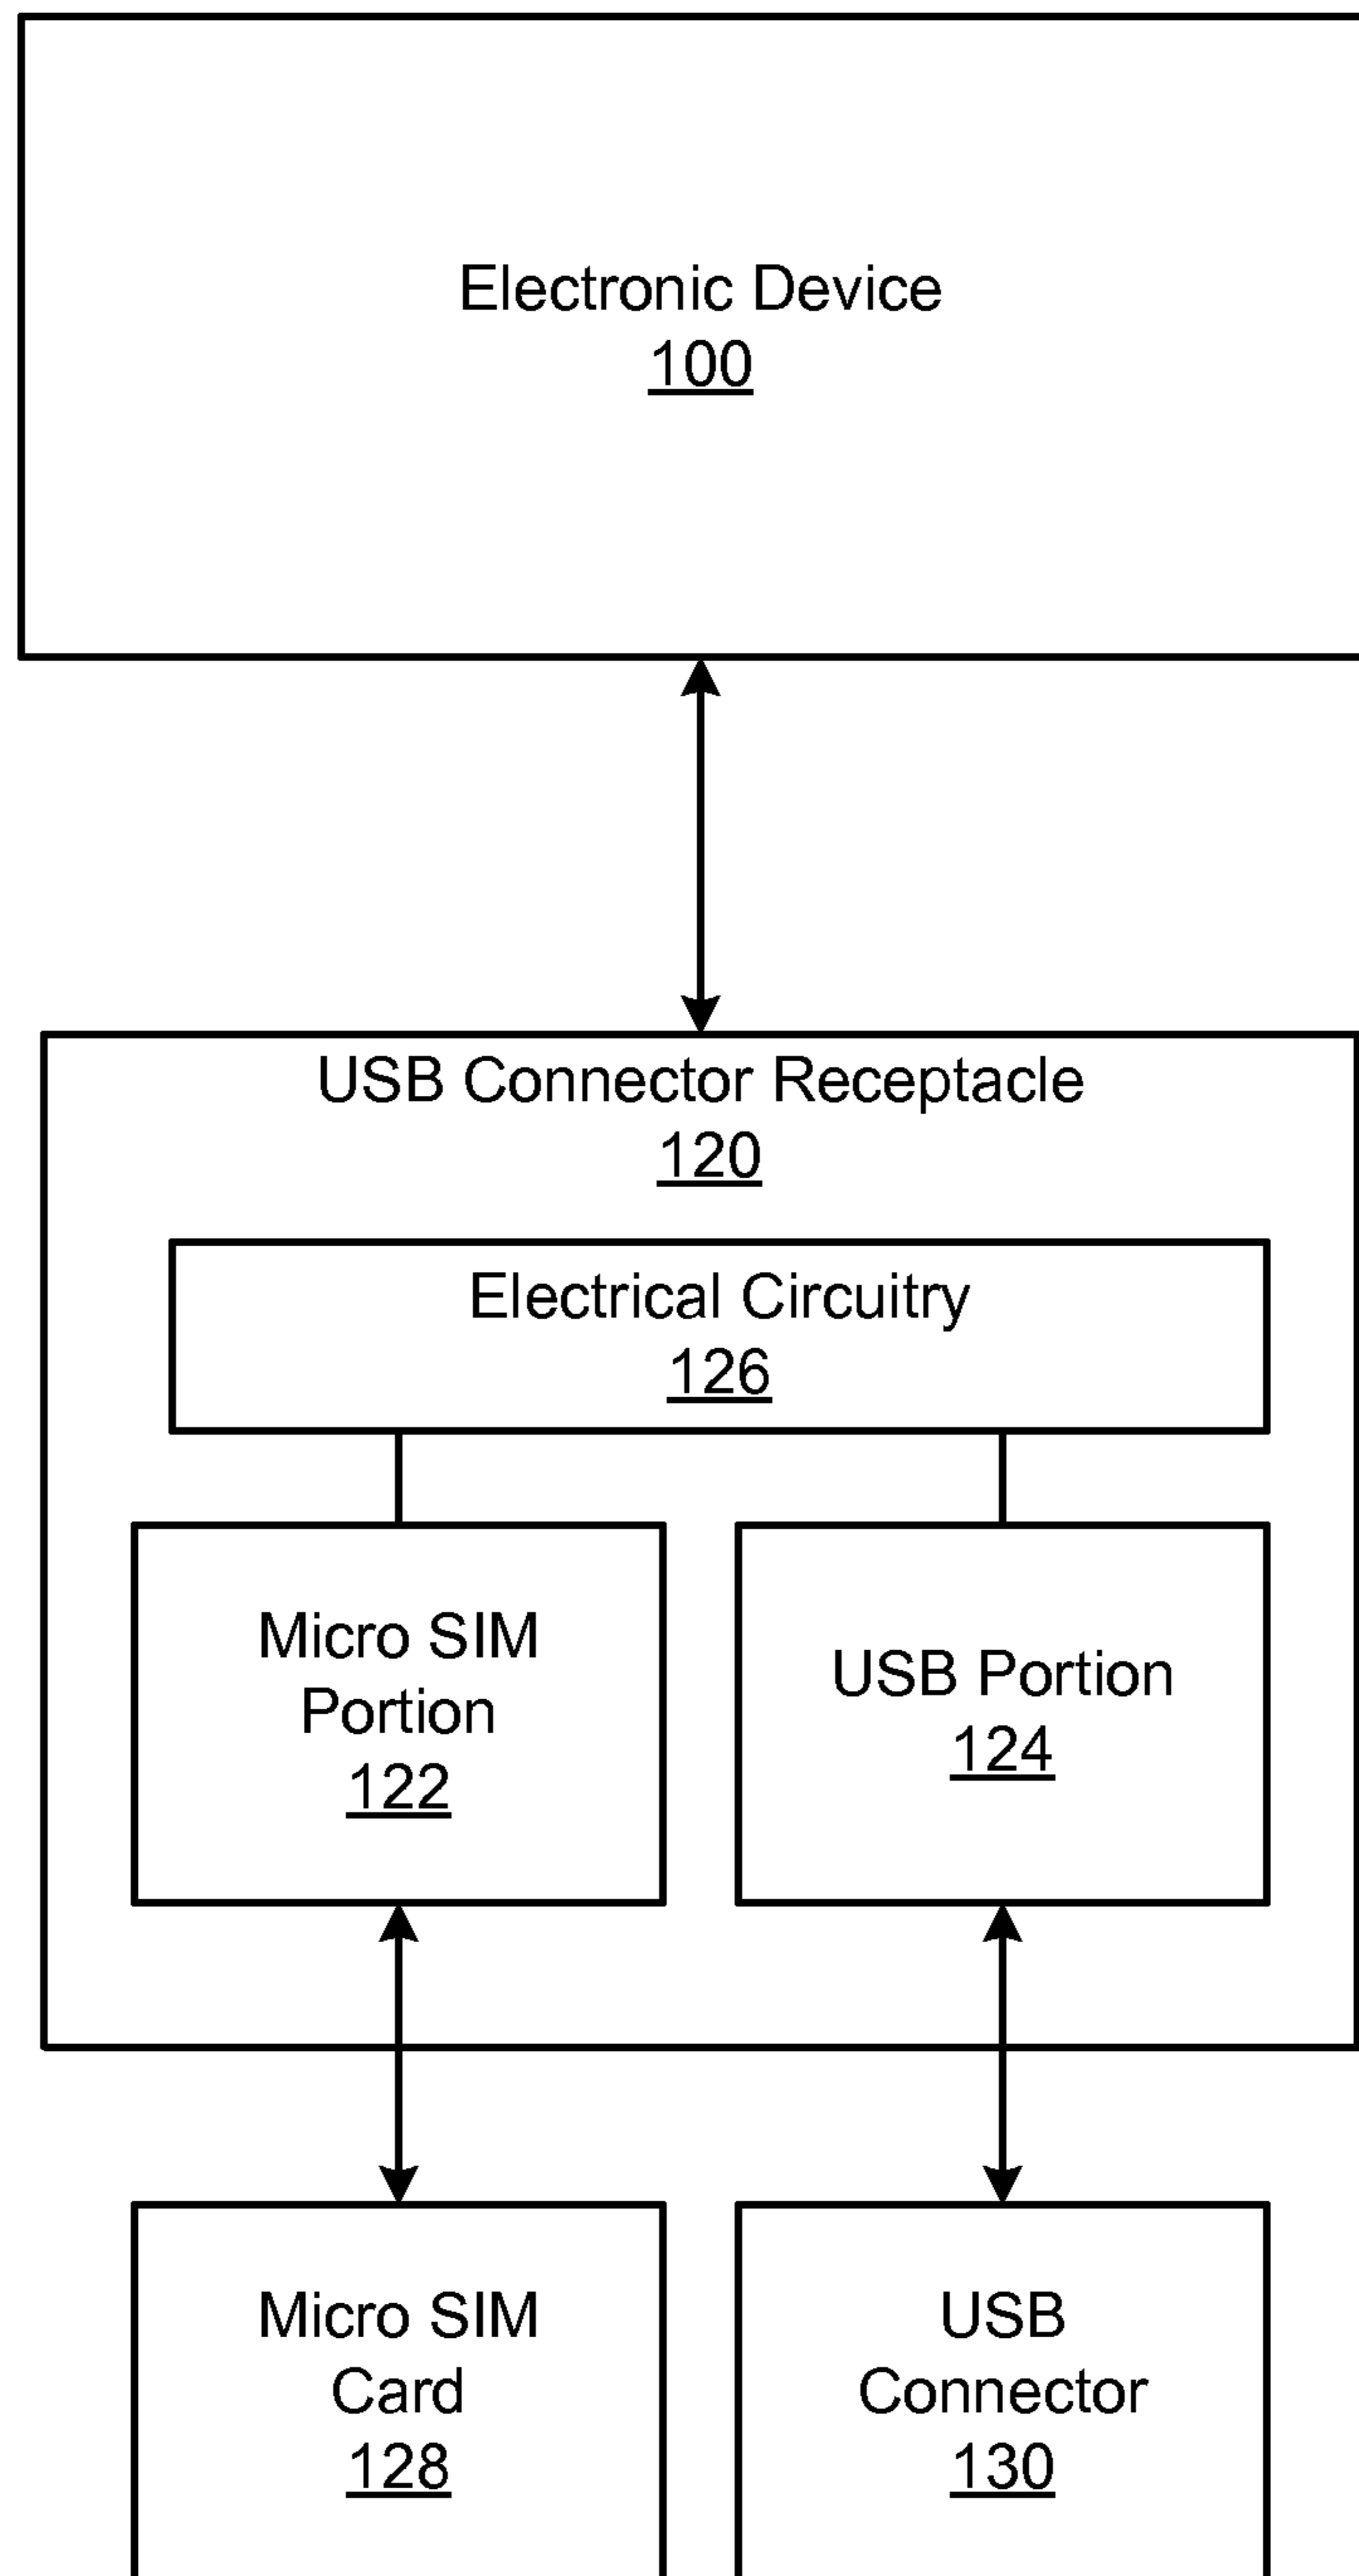 Electronic Device
100
USB Connector Receptacle
120
Electrical Circuitry
126
Micro SIM
Portion
122
USB Portion
124
Micro SIM
Card
128
USB
Connector
130